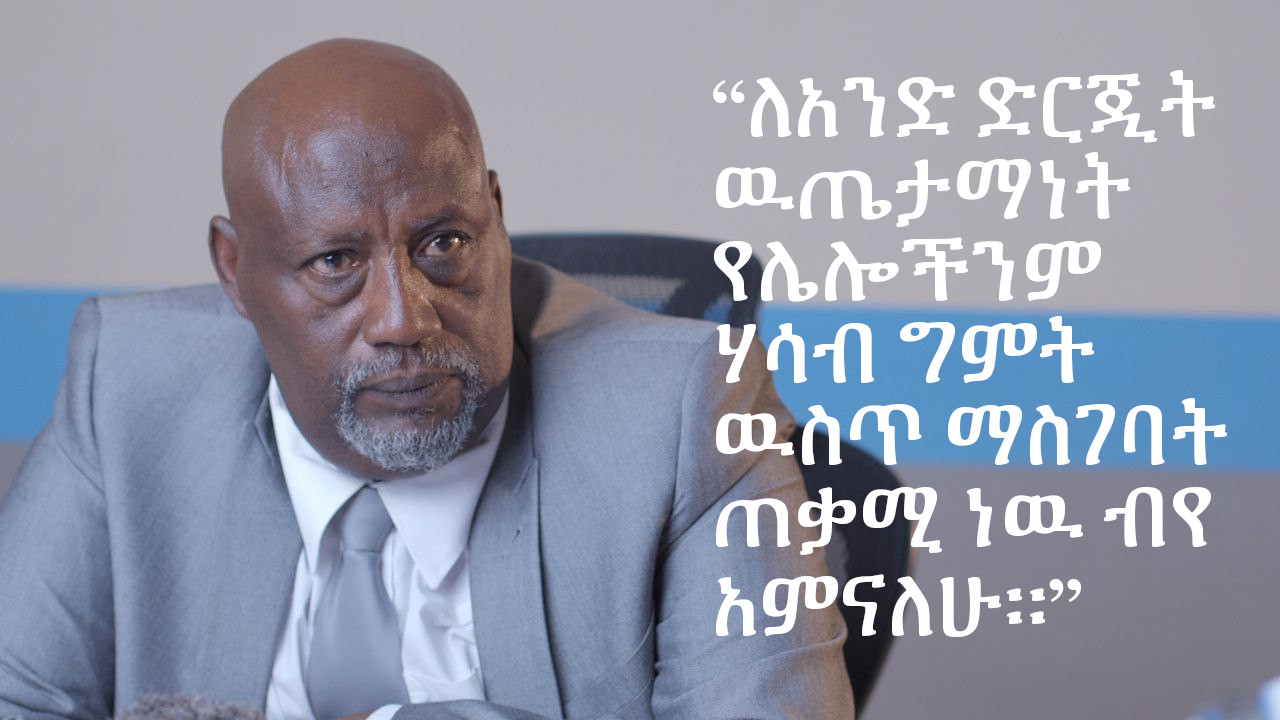 “ለአንድ ድርጂት
ዉጤታማነት
የሌሎችንም
ሃሳብ ግምት
ዉስጥ ማስገባት
ጠቃሚ ነዉ ብየ
አምናለሁ።”